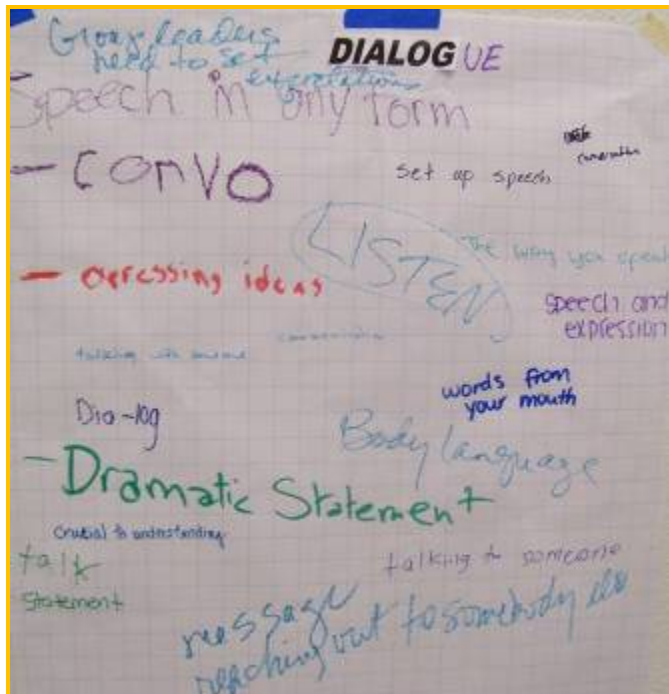 Group leaders
need to set
expectations
DIALOGUE
Speech in any form
- CONVO
set up speech
LISTEN
The way you speak
- expressing ideas
speech and
expression
talking with someone
words from
your mouth
Dia-log
Body language
- Dramatic Statement
Crucial to understanding
talk
talking to someone
Statement
message
reaching out to somebody